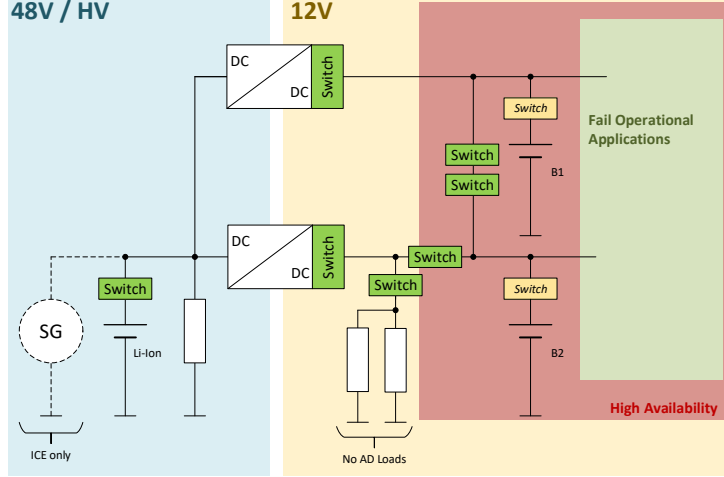 48V / HV
12V
DC
DC
Switch
Switch
Fail Operational
Applications
Switch
Switch
B1
DC
DC
Switch
Switch
Switch
Switch
Switch
SG
Li-Ion
B2
High Availability
ICE only
No AD Loads